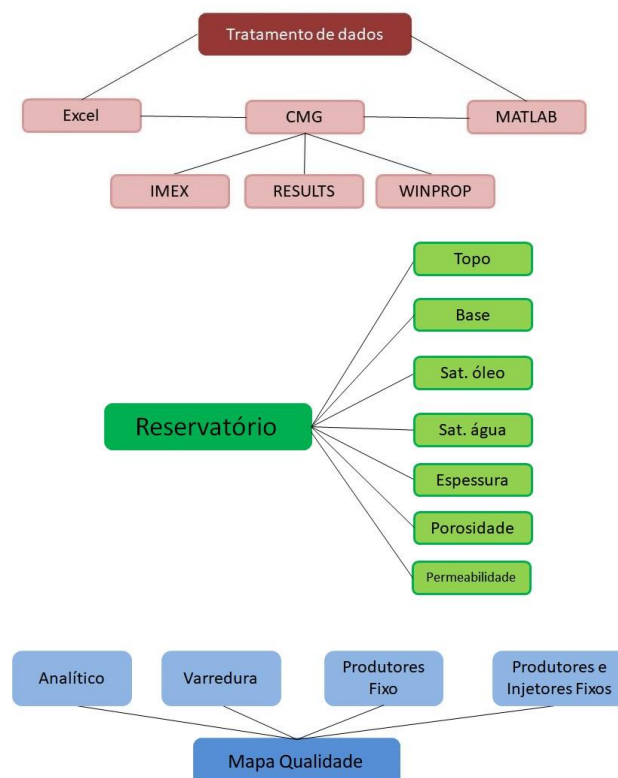 Tratamento de dados
Excel
CMG
MATLAB
IMEX
RESULTS
WINPROP
Topo
Base
Sat. óleo
Reservatório
Sat. água
Espessura
Porosidade
Permeabilidade
Analítico
Varredura
Produtores
Fixo
Produtores e
Injetores Fixos
Mapa Qualidade